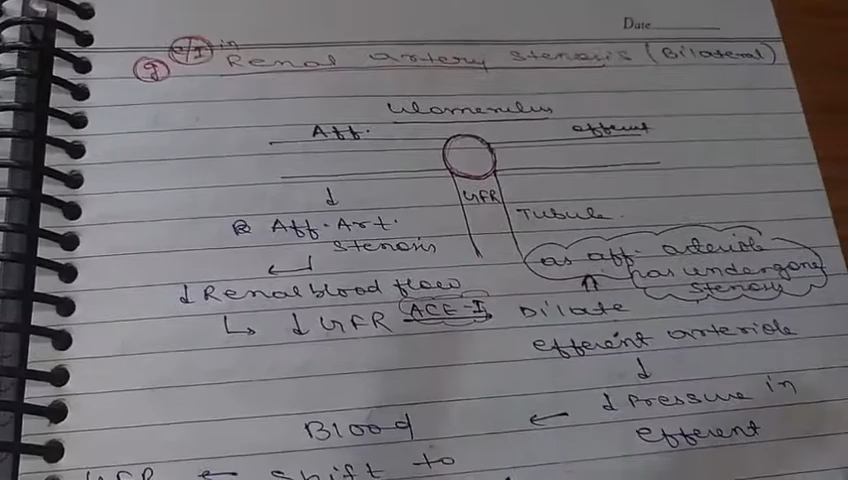 Date
9 C/I in Renal artery stenosis (Bilateral)
Glomerulus
Aff. efferent
GFR
Tubule
↓
Aff. Art. stenosis
as aff. arteriole has undergone stenosis
↓ Renal blood flow
↳ ↓ GFR ACE-I Dilate efferent arteriole
↓
↓ Pressure in efferent
← Blood
GFR ← shift to